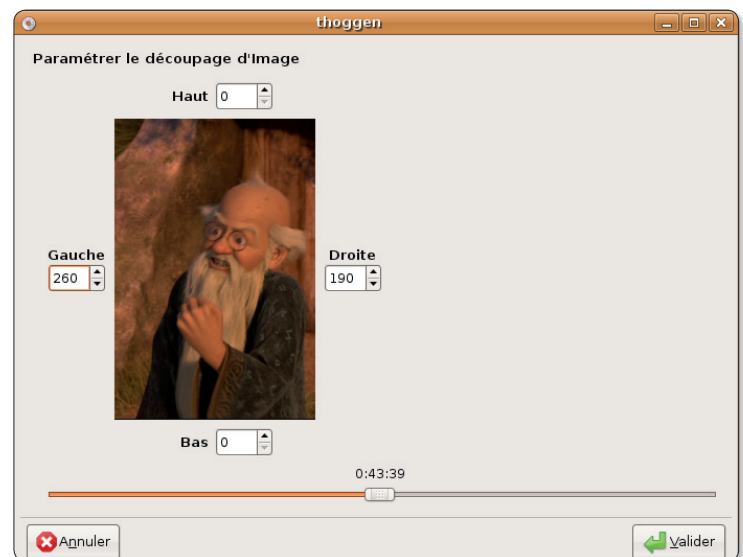 thoggen
Paramétrer le découpage d'Image
Haut 0
Gauche
260
Droite
190
Bas 0
0:43:39
Annuler
Valider